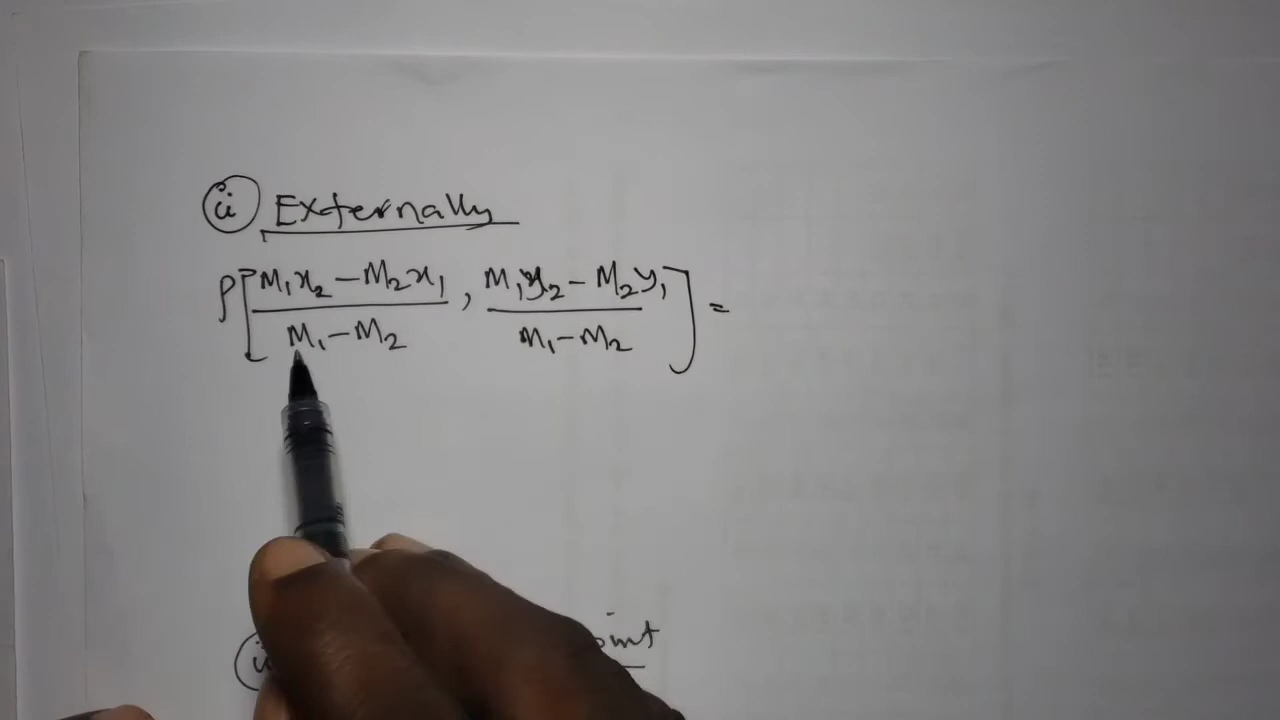 ii Externally
P[(M₁x₂ - M₂x₁)/(M₁ - M₂), (M₁y₂ - M₂y₁)/(M₁ - M₂)] =